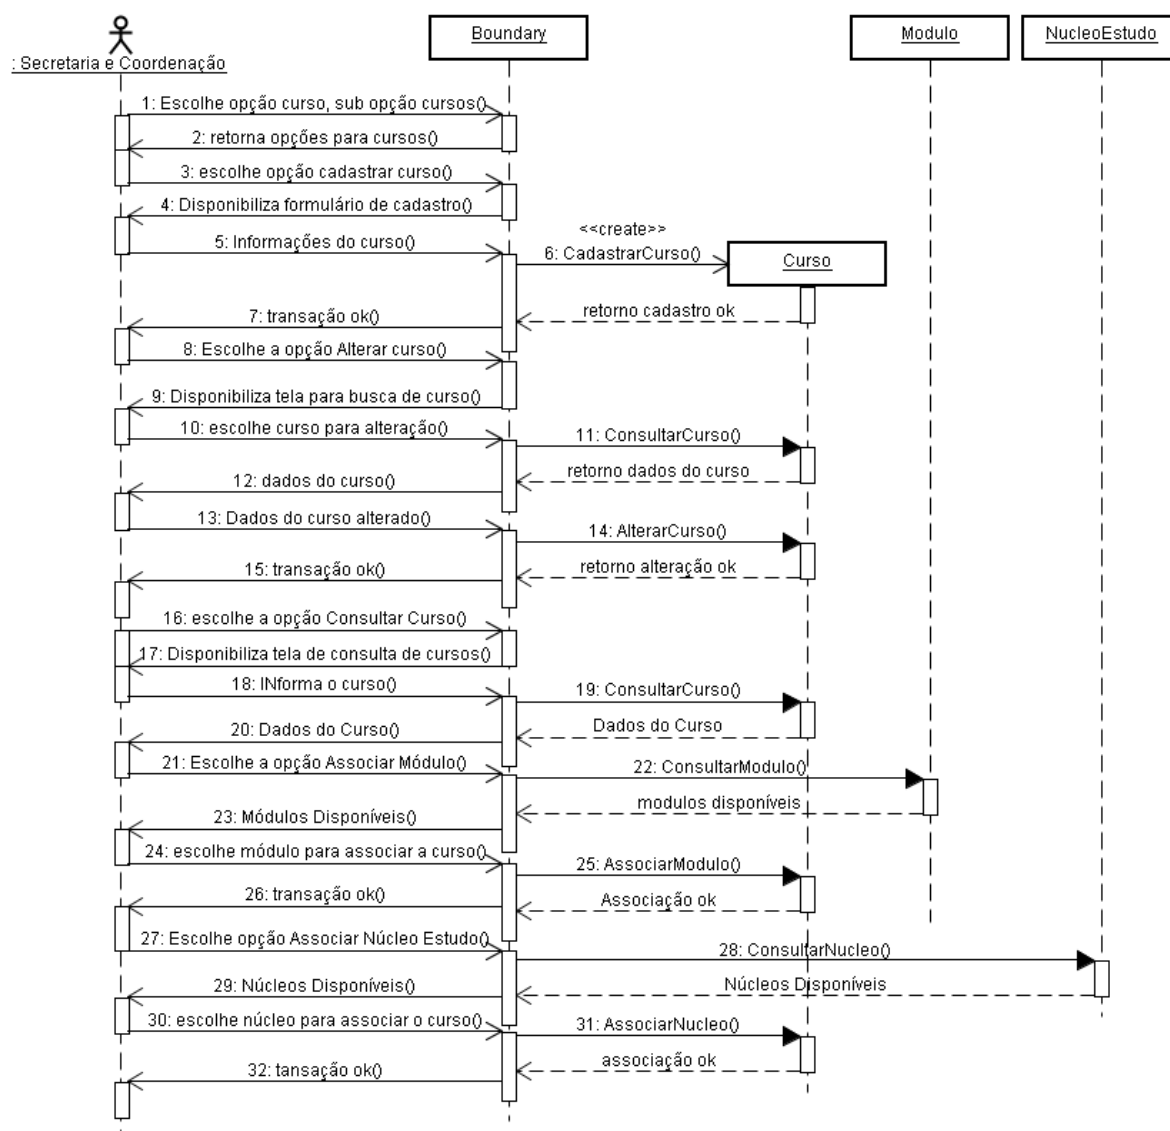 Boundary
Modulo
NucleoEstudo
: Secretaria e Coordenação
1: Escolhe opção curso, sub opção cursos()
2: retorna opções para cursos()
3: escolhe opção cadastrar curso()
4: Disponibiliza formulário de cadastro()
<<create>>
5: Informações do curso()
6: CadastrarCurso()
Curso
retorno cadastro ok
7: transação ok()
8: Escolhe a opção Alterar curso()
9: Disponibiliza tela para busca de curso()
10: escolhe curso para alteração()
11: ConsultarCurso()
retorno dados do curso
12: dados do curso()
13: Dados do curso alterado()
14: AlterarCurso()
retorno alteração ok
15: transação ok()
16: escolhe a opção Consultar Curso()
17: Disponibiliza tela de consulta de cursos()
18: INforma o curso()
19: ConsultarCurso()
Dados do Curso
20: Dados do Curso()
21: Escolhe a opção Associar Módulo()
22: ConsultarModulo()
modulos disponíveis
23: Módulos Disponíveis()
24: escolhe módulo para associar a curso()
25: AssociarModulo()
Associação ok
26: transação ok()
27: Escolhe opção Associar Núcleo Estudo()
28: ConsultarNucleo()
Núcleos Disponíveis
29: Núcleos Disponíveis()
30: escolhe núcleo para associar o curso()
31: AssociarNucleo()
associação ok
32: tansação ok()